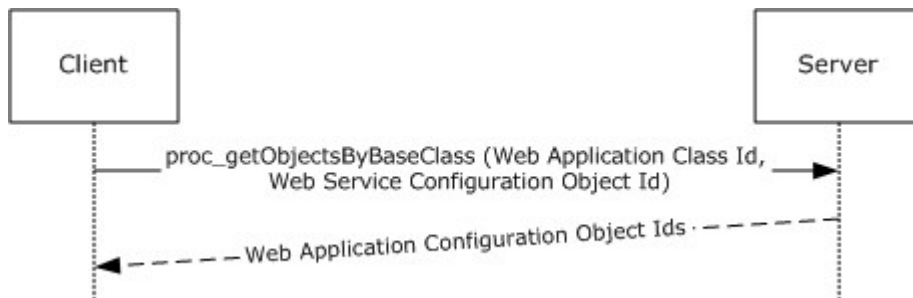 Client
Server
proc_getObjectsByBaseClass (Web Application Class Id,
Web Service Configuration Object Id)
Web Application Configuration Object Ids